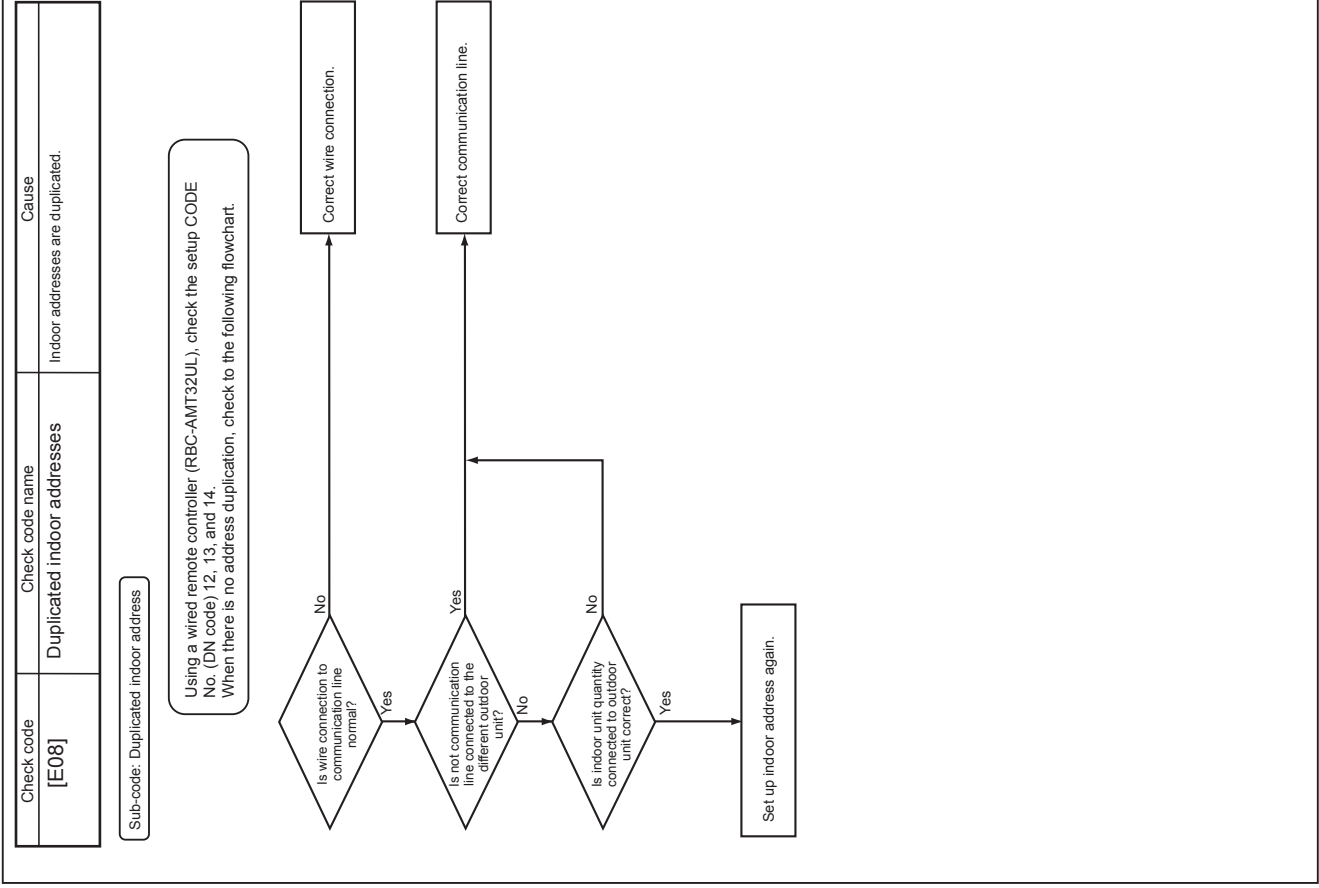 Check code
Check code name
Cause
[E08]
Duplicated indoor addresses
Indoor addresses are duplicated.
Sub-code: Duplicated indoor address
Using a wired remote controller (RBC-AMT32UL), check the setup CODE
No. (DN code) 12, 13, and 14.
When there is no address duplication, check to the following flowchart.
Is wire connection to
communication line
normal?
No
Correct wire connection.
Yes
Is not communication
line connected to the
different outdoor
unit?
Yes
Correct communication line.
No
Is indoor unit quantity
connected to outdoor
unit correct?
No
Yes
Set up indoor address again.